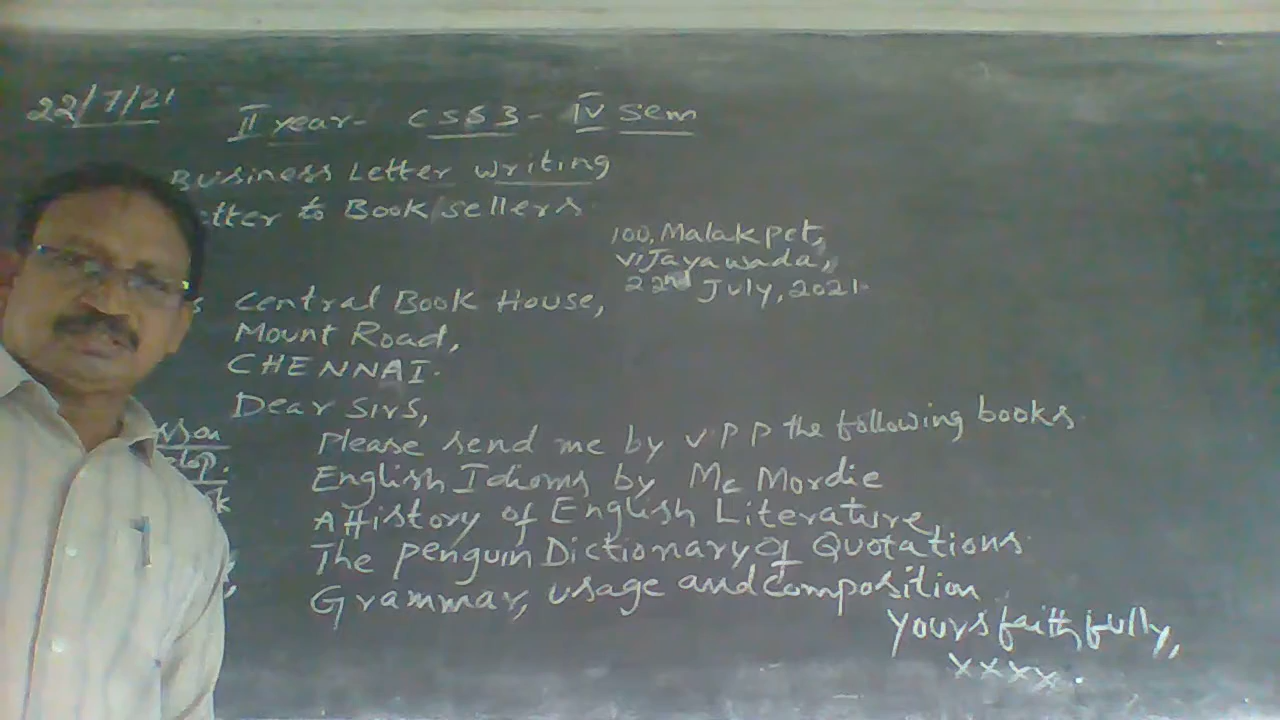 22/7/21
II year - CSS3 - IV Sem
Business Letter writing
to Book sellers
100, Malakpet,
Vijayawada,
22nd July, 2021.
Central Book House,
Mount Road,
CHENNAI.
Dear Sirs,
Please send me by VPP the following books
English Idioms by Mc Mordie
A History of English Literature,
The Penguin Dictionary of Quotations
Grammar, usage and composition
Yours faithfully,
xxxx.